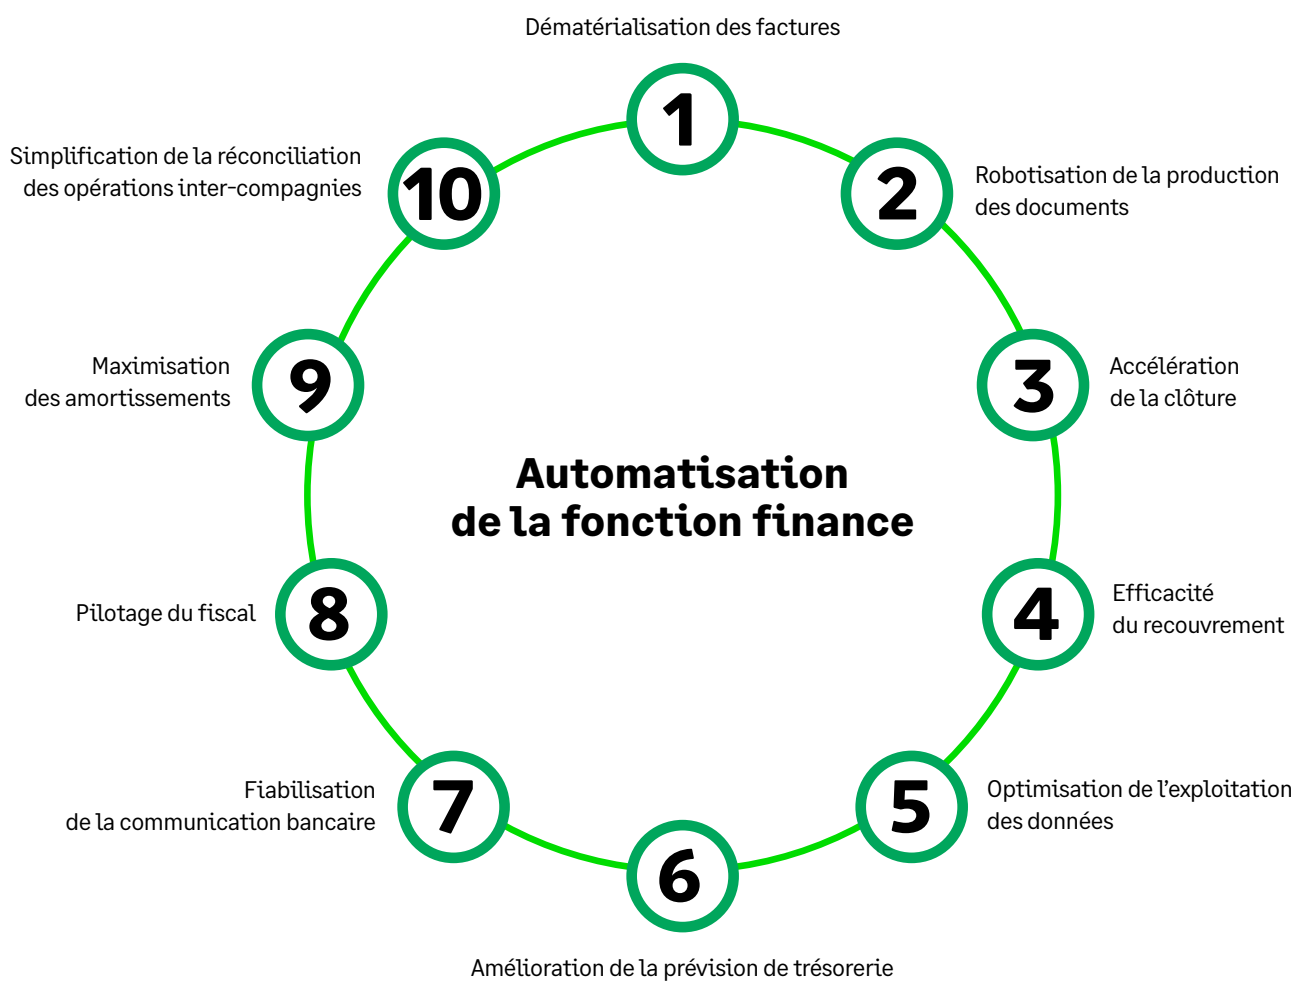 Dématérialisation des factures
1
2
Robotisation de la production
des documents
3
Accélération
de la clôture
4
Efficacité
du recouvrement
5
Optimisation de l’exploitation
des données
6
Amélioration de la prévision de trésorerie
7
Fiabilisation
de la communication bancaire
8
Pilotage du fiscal
9
Maximisation
des amortissements
10
Simplification de la réconciliation
des opérations inter-compagnies
Automatisation
de la fonction finance